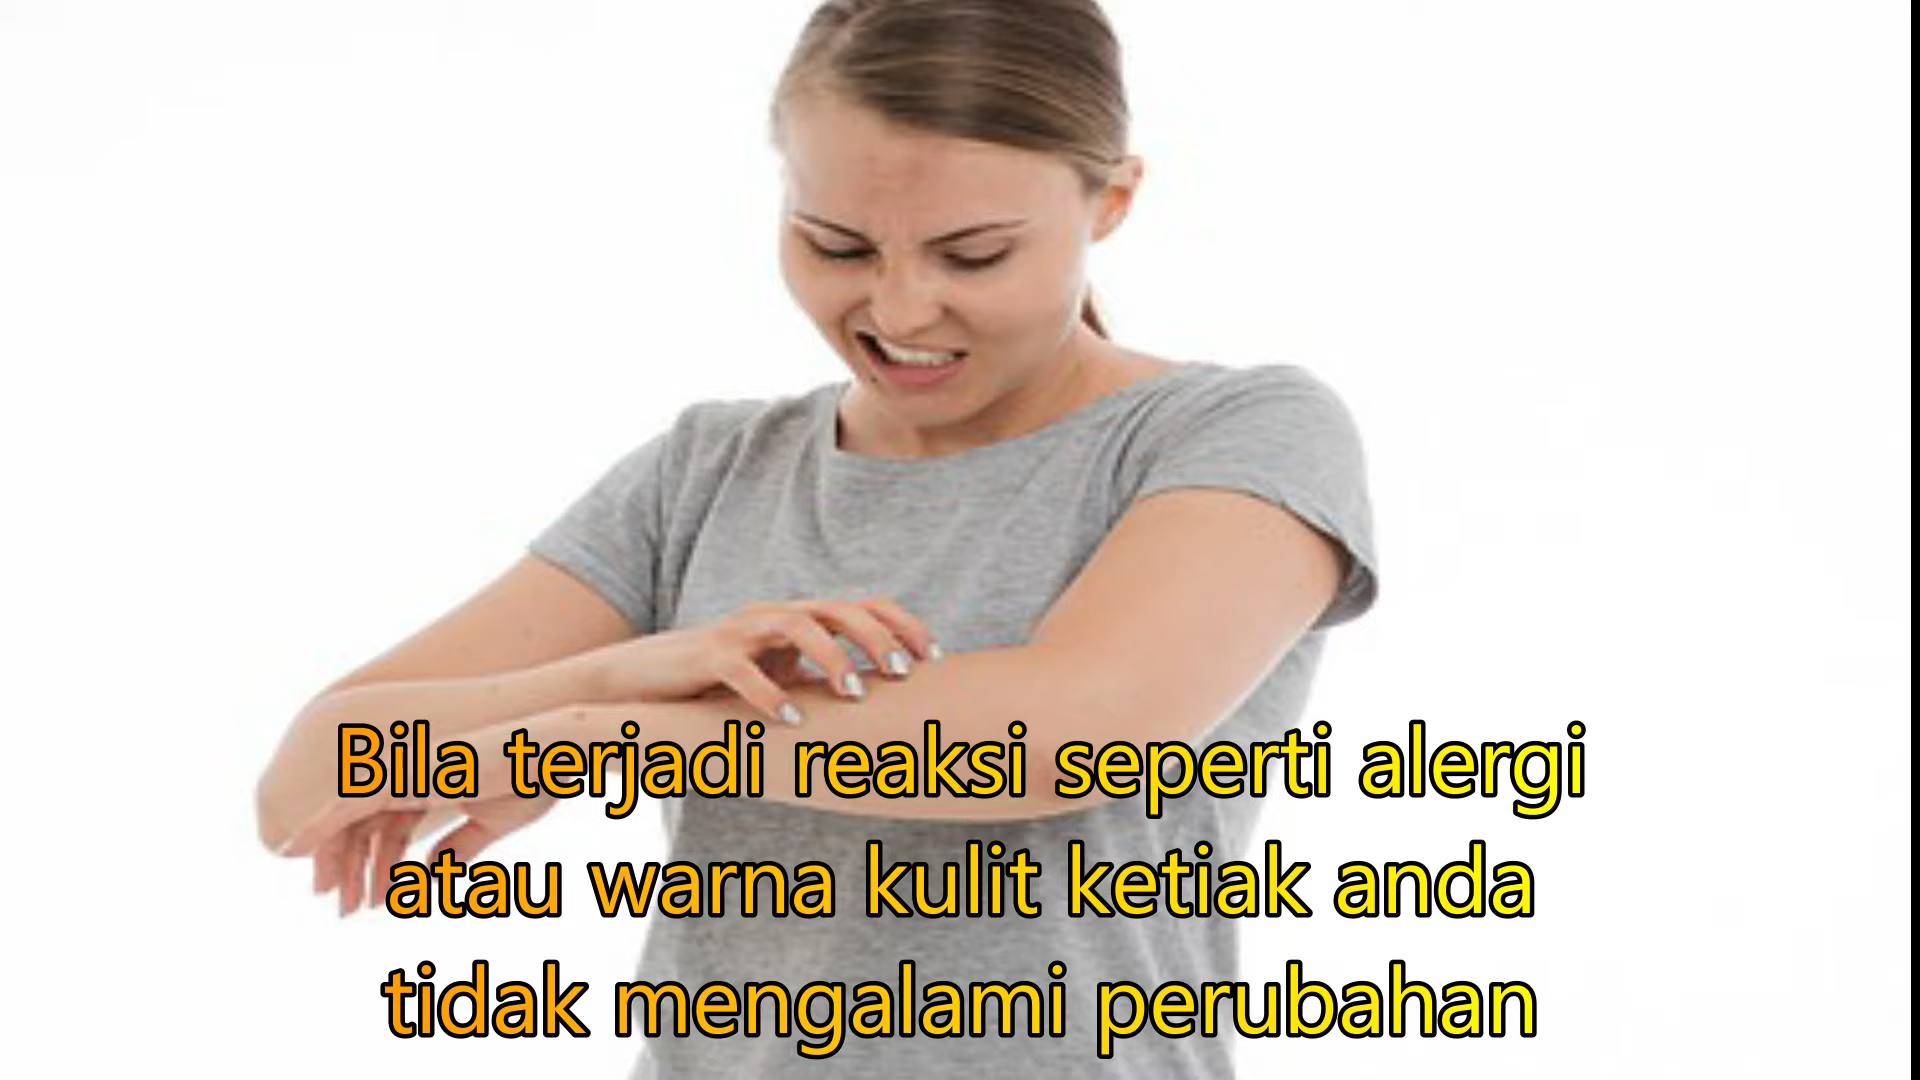 Bila terjadi reaksi seperti alergi
atau warna kulit ketiak anda
tidak mengalami perubahan